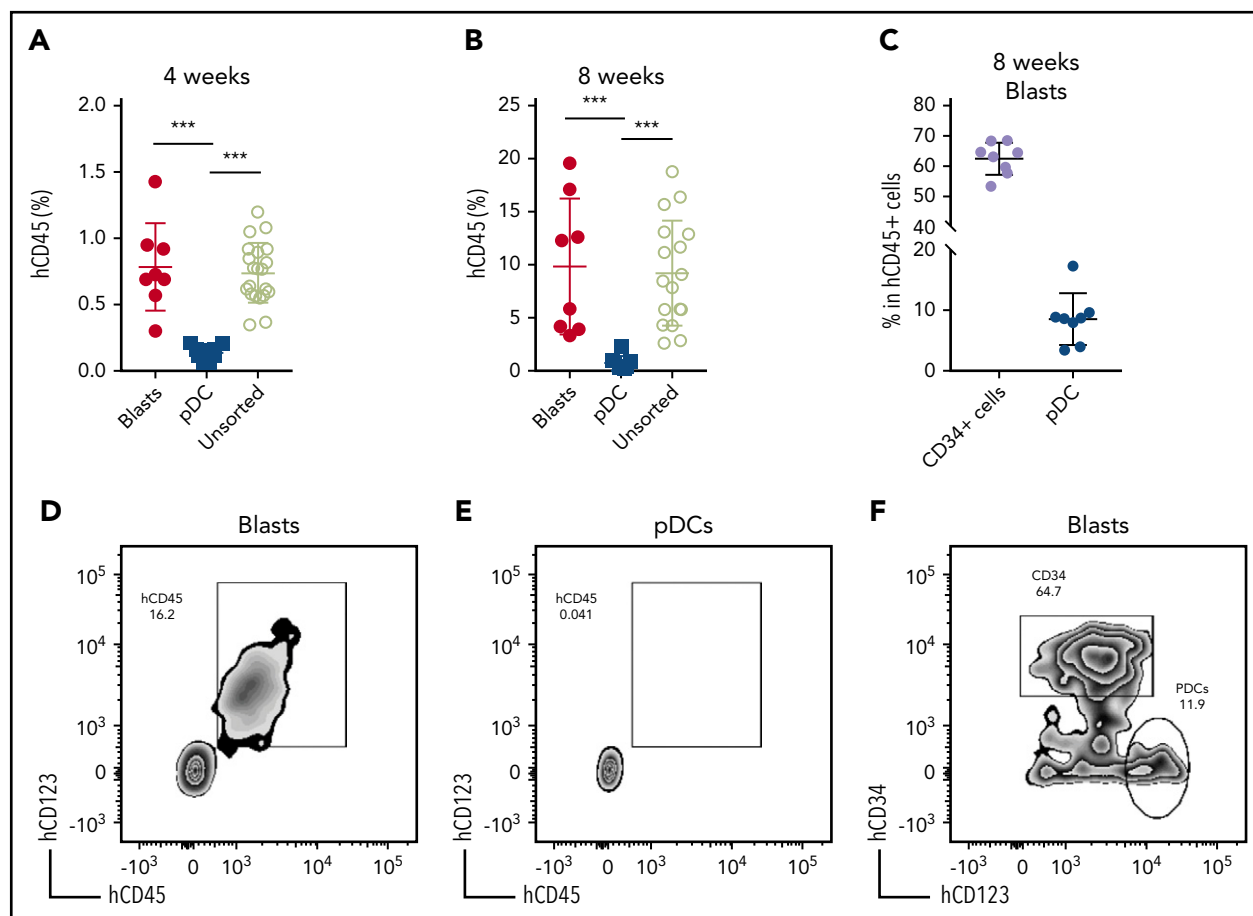 A
4 weeks
hCD45 (%)
2.0
1.5
1.0
0.5
0.0
***
***
Blasts
pDC
Unsorted
B
8 weeks
hCD45 (%)
25
20
15
10
5
0
***
***
Blasts
pDC
Unsorted
C
8 weeks
Blasts
% in hCD45+ cells
80
70
60
50
40
20
10
0
CD34+ cells
pDC
D
Blasts
hCD45
16.2
10^5
10^4
10^3
0
-10^3
-10^3 0 10^3 10^4 10^5
hCD123
hCD45
E
pDCs
hCD45
0.041
10^5
10^4
10^3
0
-10^3
-10^3 0 10^3 10^4 10^5
hCD123
hCD45
F
Blasts
CD34
64.7
PDCs
11.9
10^5
10^4
10^3
0
-10^3
-10^3 0 10^3 10^4 10^5
hCD34
hCD123